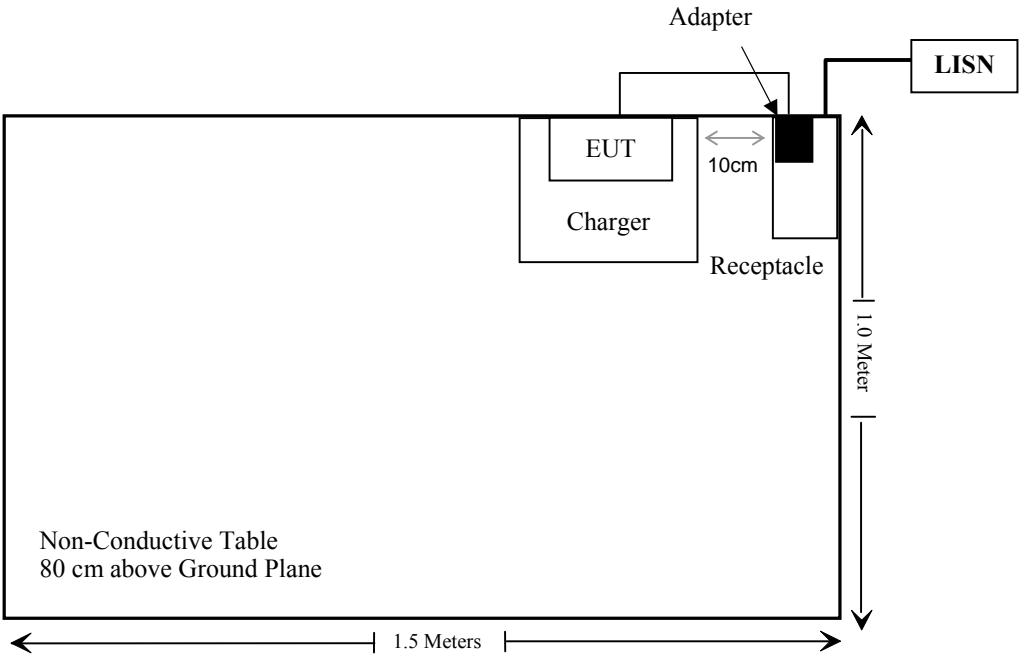 Adapter
LISN
EUT
10cm
Charger
Receptacle
1.0 Meter
Non-Conductive Table
80 cm above Ground Plane
1.5 Meters